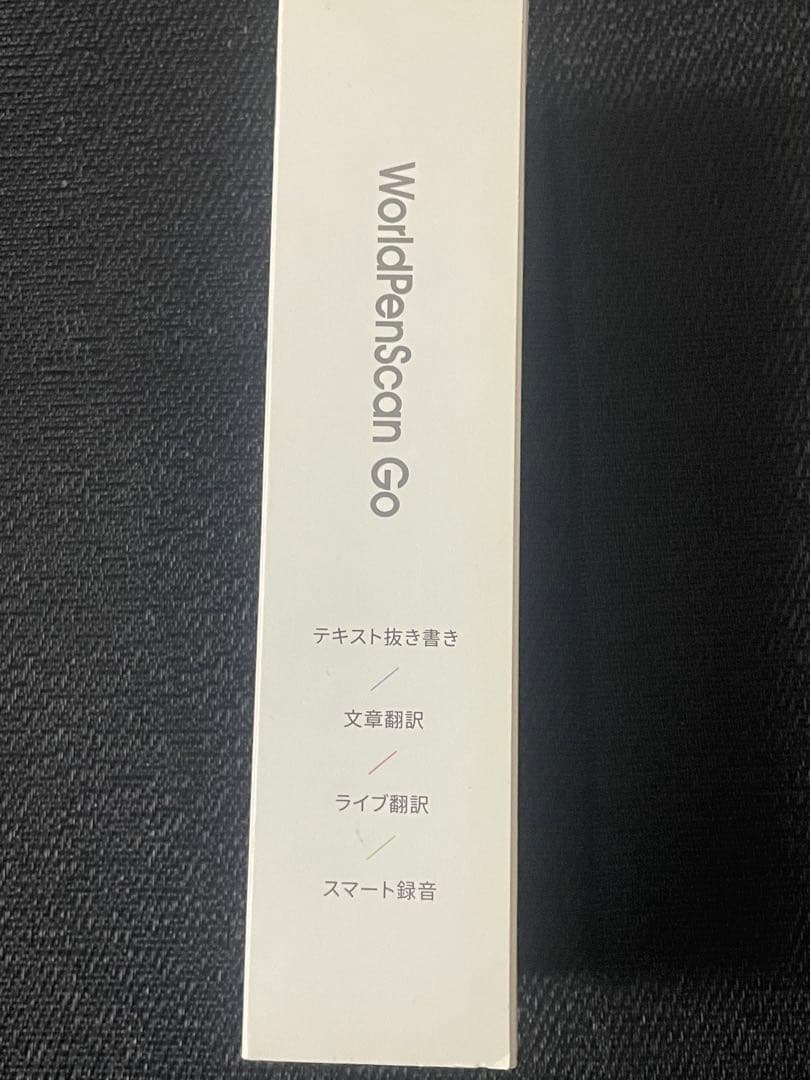 WorldPenScan Go
テキスト抜き書き
文章翻訳
ライブ翻訳
スマート録音